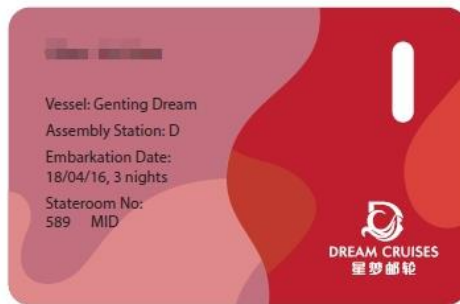 Vessel: Genting Dream
Assembly Station: D
Embarkation Date:
18/04/16, 3 nights
Stateroom No:
589 MID
DREAM CRUISES
星梦邮轮